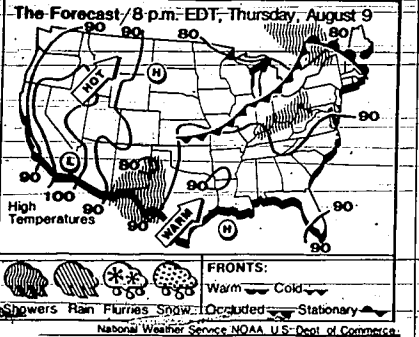 The Forecast/8 p.m. EDT, Thursday, August 9
90 90 80 80
HOT
H
90
L
80
90
90
100
90
90
High
Temperatures
WARM
H
90
FRONTS:
Warm Cold
Showers Rain Flurries Snow Occluded Stationary
National Weather Service NOAA U.S. Dept of Commerce